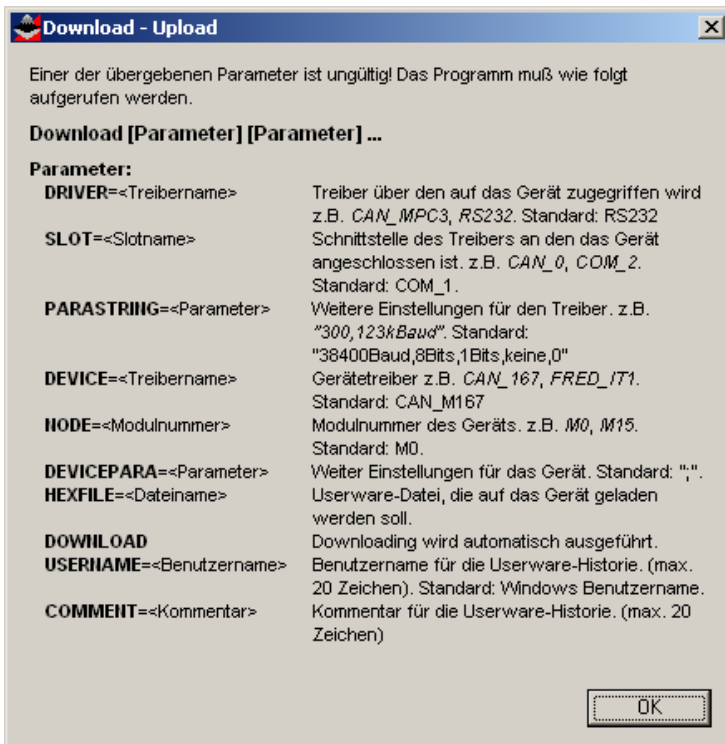 Download - Upload
Einer der übergebenen Parameter ist ungültig! Das Programm muß wie folgt
aufgerufen werden.
Download [Parameter] [Parameter] ...
Parameter:
DRIVER=<Treibername> Treiber über den auf das Gerät zugegriffen wird
z.B. CAN_MPC3, RS232. Standard: RS232
SLOT=<Slotname> Schnittstelle des Treibers an den das Gerät
angeschlossen ist. z.B. CAN_0, COM_2.
Standard: COM_1.
PARASTRING=<Parameter> Weitere Einstellungen für den Treiber. z.B.
"300,123kBaud". Standard:
"38400Baud,8Bits,1Bits,keine,0"
DEVICE=<Treibername> Gerätetreiber z.B. CAN_167, FRED_IT1.
Standard: CAN_M167
NODE=<Modulnummer> Modulnummer des Geräts. z.B. M0, M15.
Standard: M0.
DEVICEPARA=<Parameter> Weiter Einstellungen für das Gerät. Standard: ";".
HEXFILE=<Dateiname> Userware-Datei, die auf das Gerät geladen
werden soll.
DOWNLOAD Downloading wird automatisch ausgeführt.
USERNAME=<Benutzername> Benutzername für die Userware-Historie. (max.
20 Zeichen). Standard: Windows Benutzername.
COMMENT=<Kommentar> Kommentar für die Userware-Historie. (max. 20
Zeichen)
OK